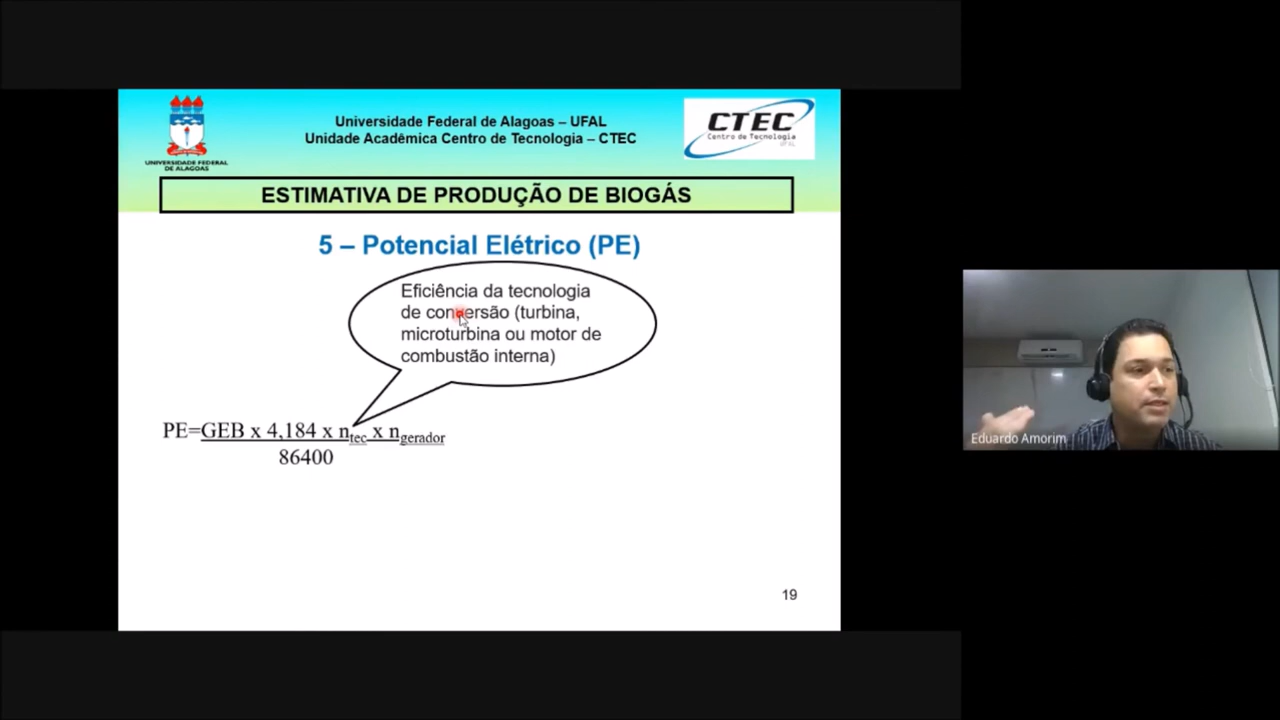 UNIVERSIDADE FEDERAL
DE ALAGOAS
Universidade Federal de Alagoas – UFAL
Unidade Acadêmica Centro de Tecnologia – CTEC
CTEC
Centro de Tecnologia
UFAL
ESTIMATIVA DE PRODUÇÃO DE BIOGÁS
5 – Potencial Elétrico (PE)
Eficiência da tecnologia
de conversão (turbina,
microturbina ou motor de
combustão interna)
PE=GEB x 4,184 x ntec x ngerador
86400
19
Eduardo Amorim